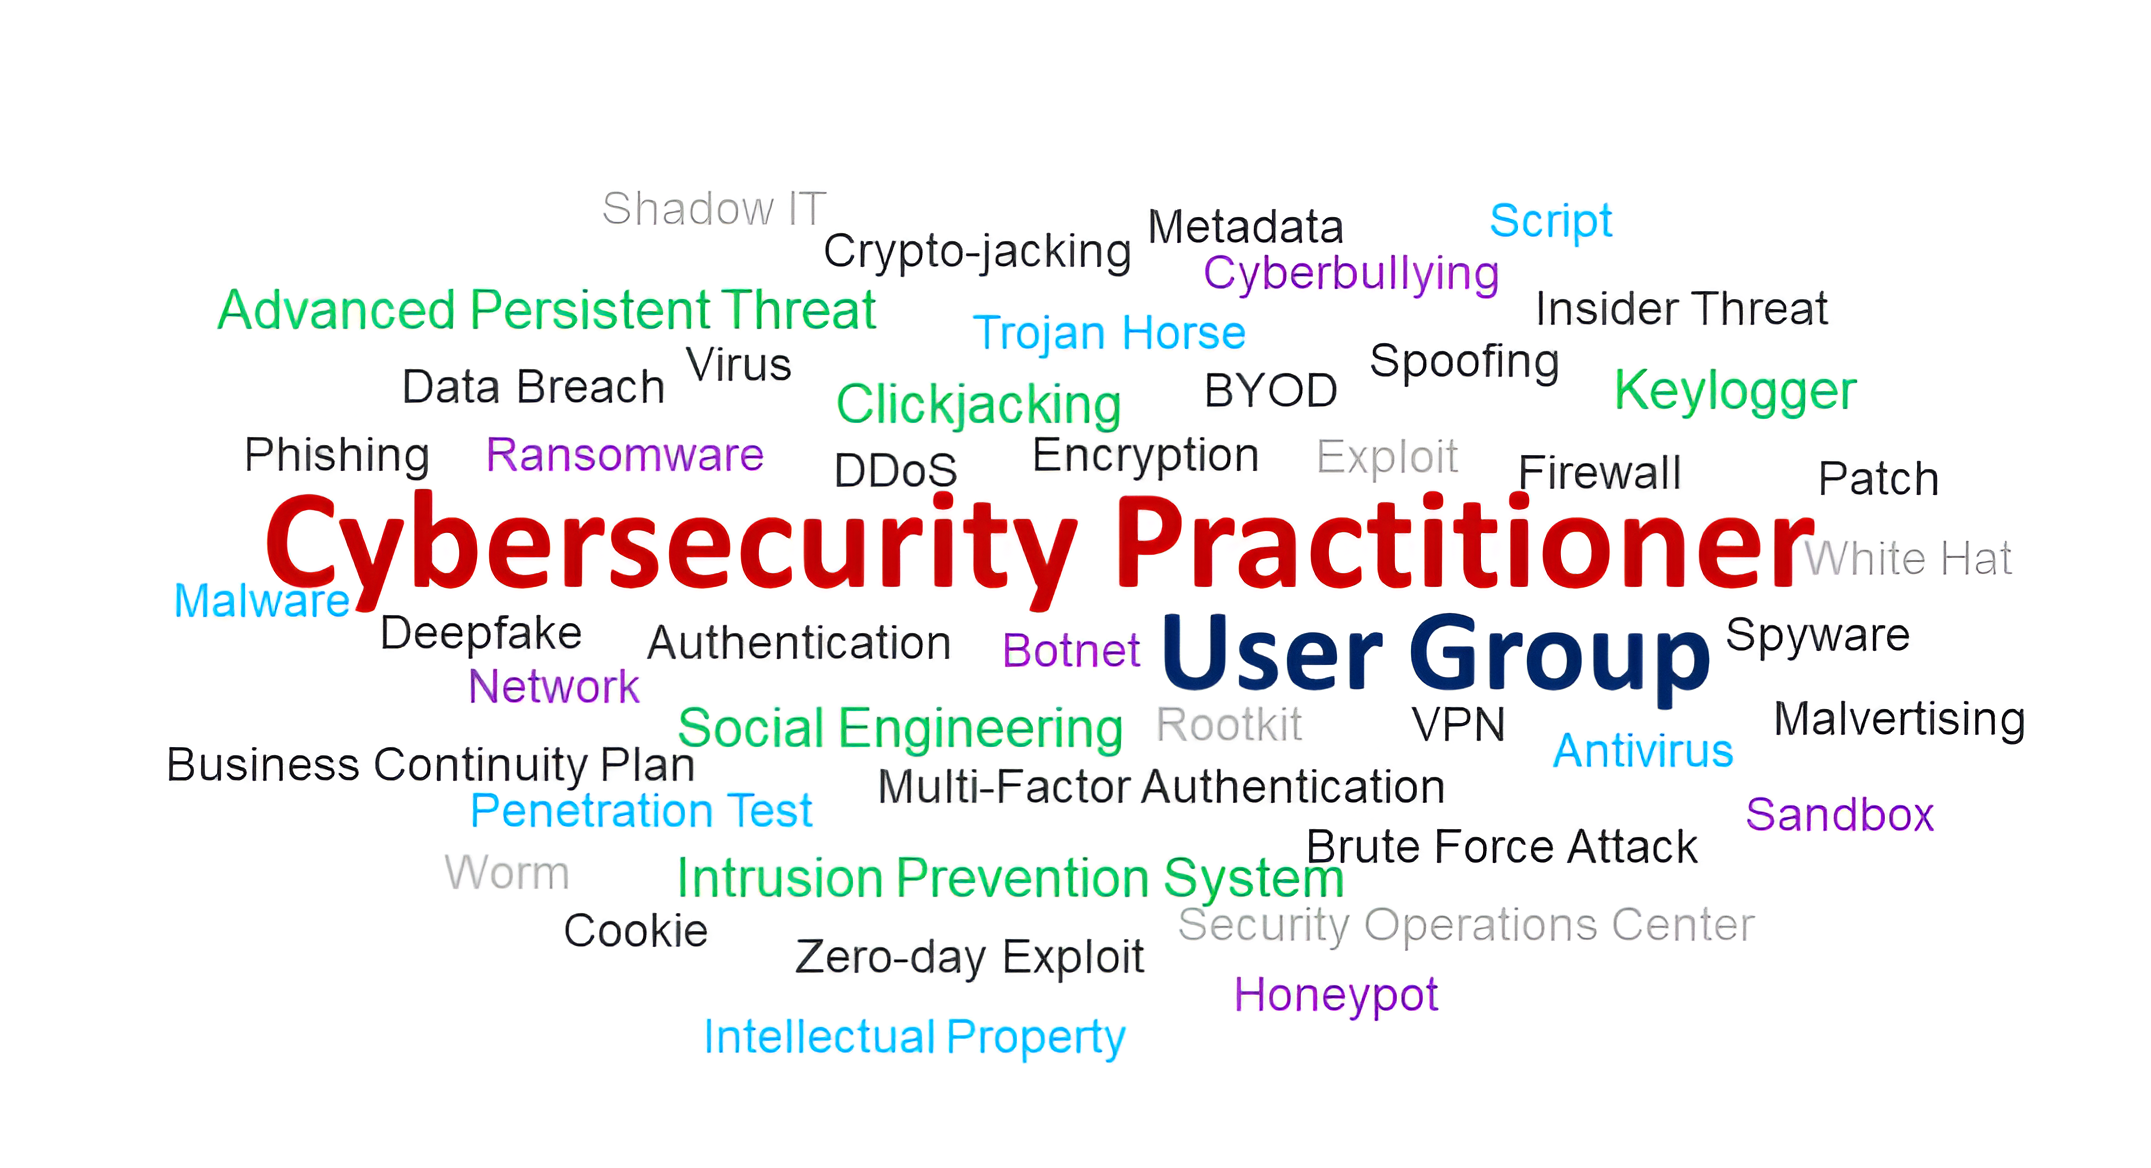 Shadow IT
Crypto-jacking
Metadata
Script
Cyberbullying
Advanced Persistent Threat
Trojan Horse
Insider Threat
Data Breach
Virus
Clickjacking
BYOD
Spoofing
Keylogger
Phishing
Ransomware
DDoS
Encryption
Exploit
Firewall
Patch
Cybersecurity Practitioner
White Hat
Malware
Deepfake
Authentication
Botnet
User Group
Spyware
Network
Social Engineering
Rootkit
VPN
Antivirus
Malvertising
Business Continuity Plan
Penetration Test
Multi-Factor Authentication
Sandbox
Brute Force Attack
Worm
Intrusion Prevention System
Cookie
Zero-day Exploit
Security Operations Center
Honeypot
Intellectual Property